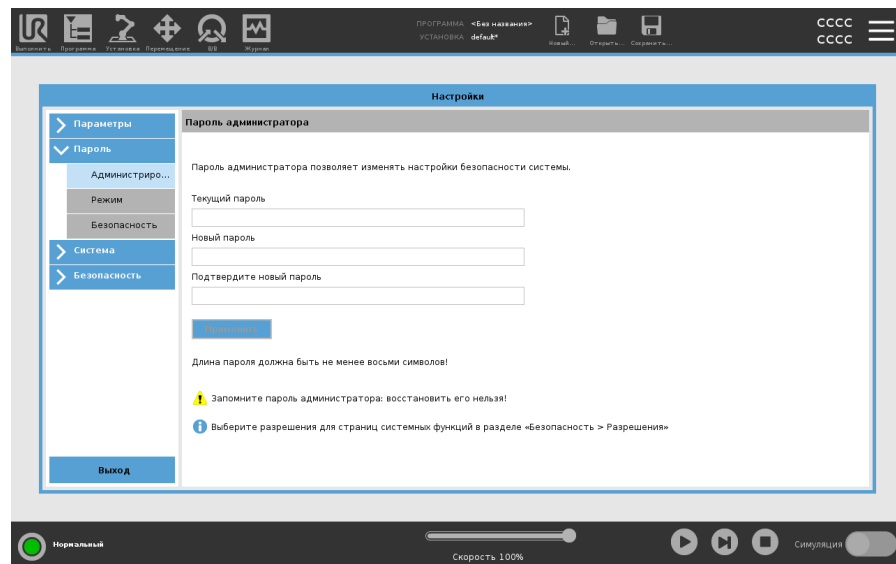 ПРОГРАММА <Без названия>
УСТАНОВКА default*
CCCC
CCCC
Выполнить Программа Установка Перемещение В/В Журнал Новый... Открыть... Сохранить...
Настройки
Параметры
Пароль
Администриро...
Режим
Безопасность
Система
Безопасность
Выход
Пароль администратора
Пароль администратора позволяет изменять настройки безопасности системы.
Текущий пароль
Новый пароль
Подтвердите новый пароль
Применить
Длина пароля должна быть не менее восьми символов!
Запомните пароль администратора: восстановить его нельзя!
Выберите разрешения для страниц системных функций в разделе «Безопасность > Разрешения»
Нормальный
Скорость 100%
Симуляция